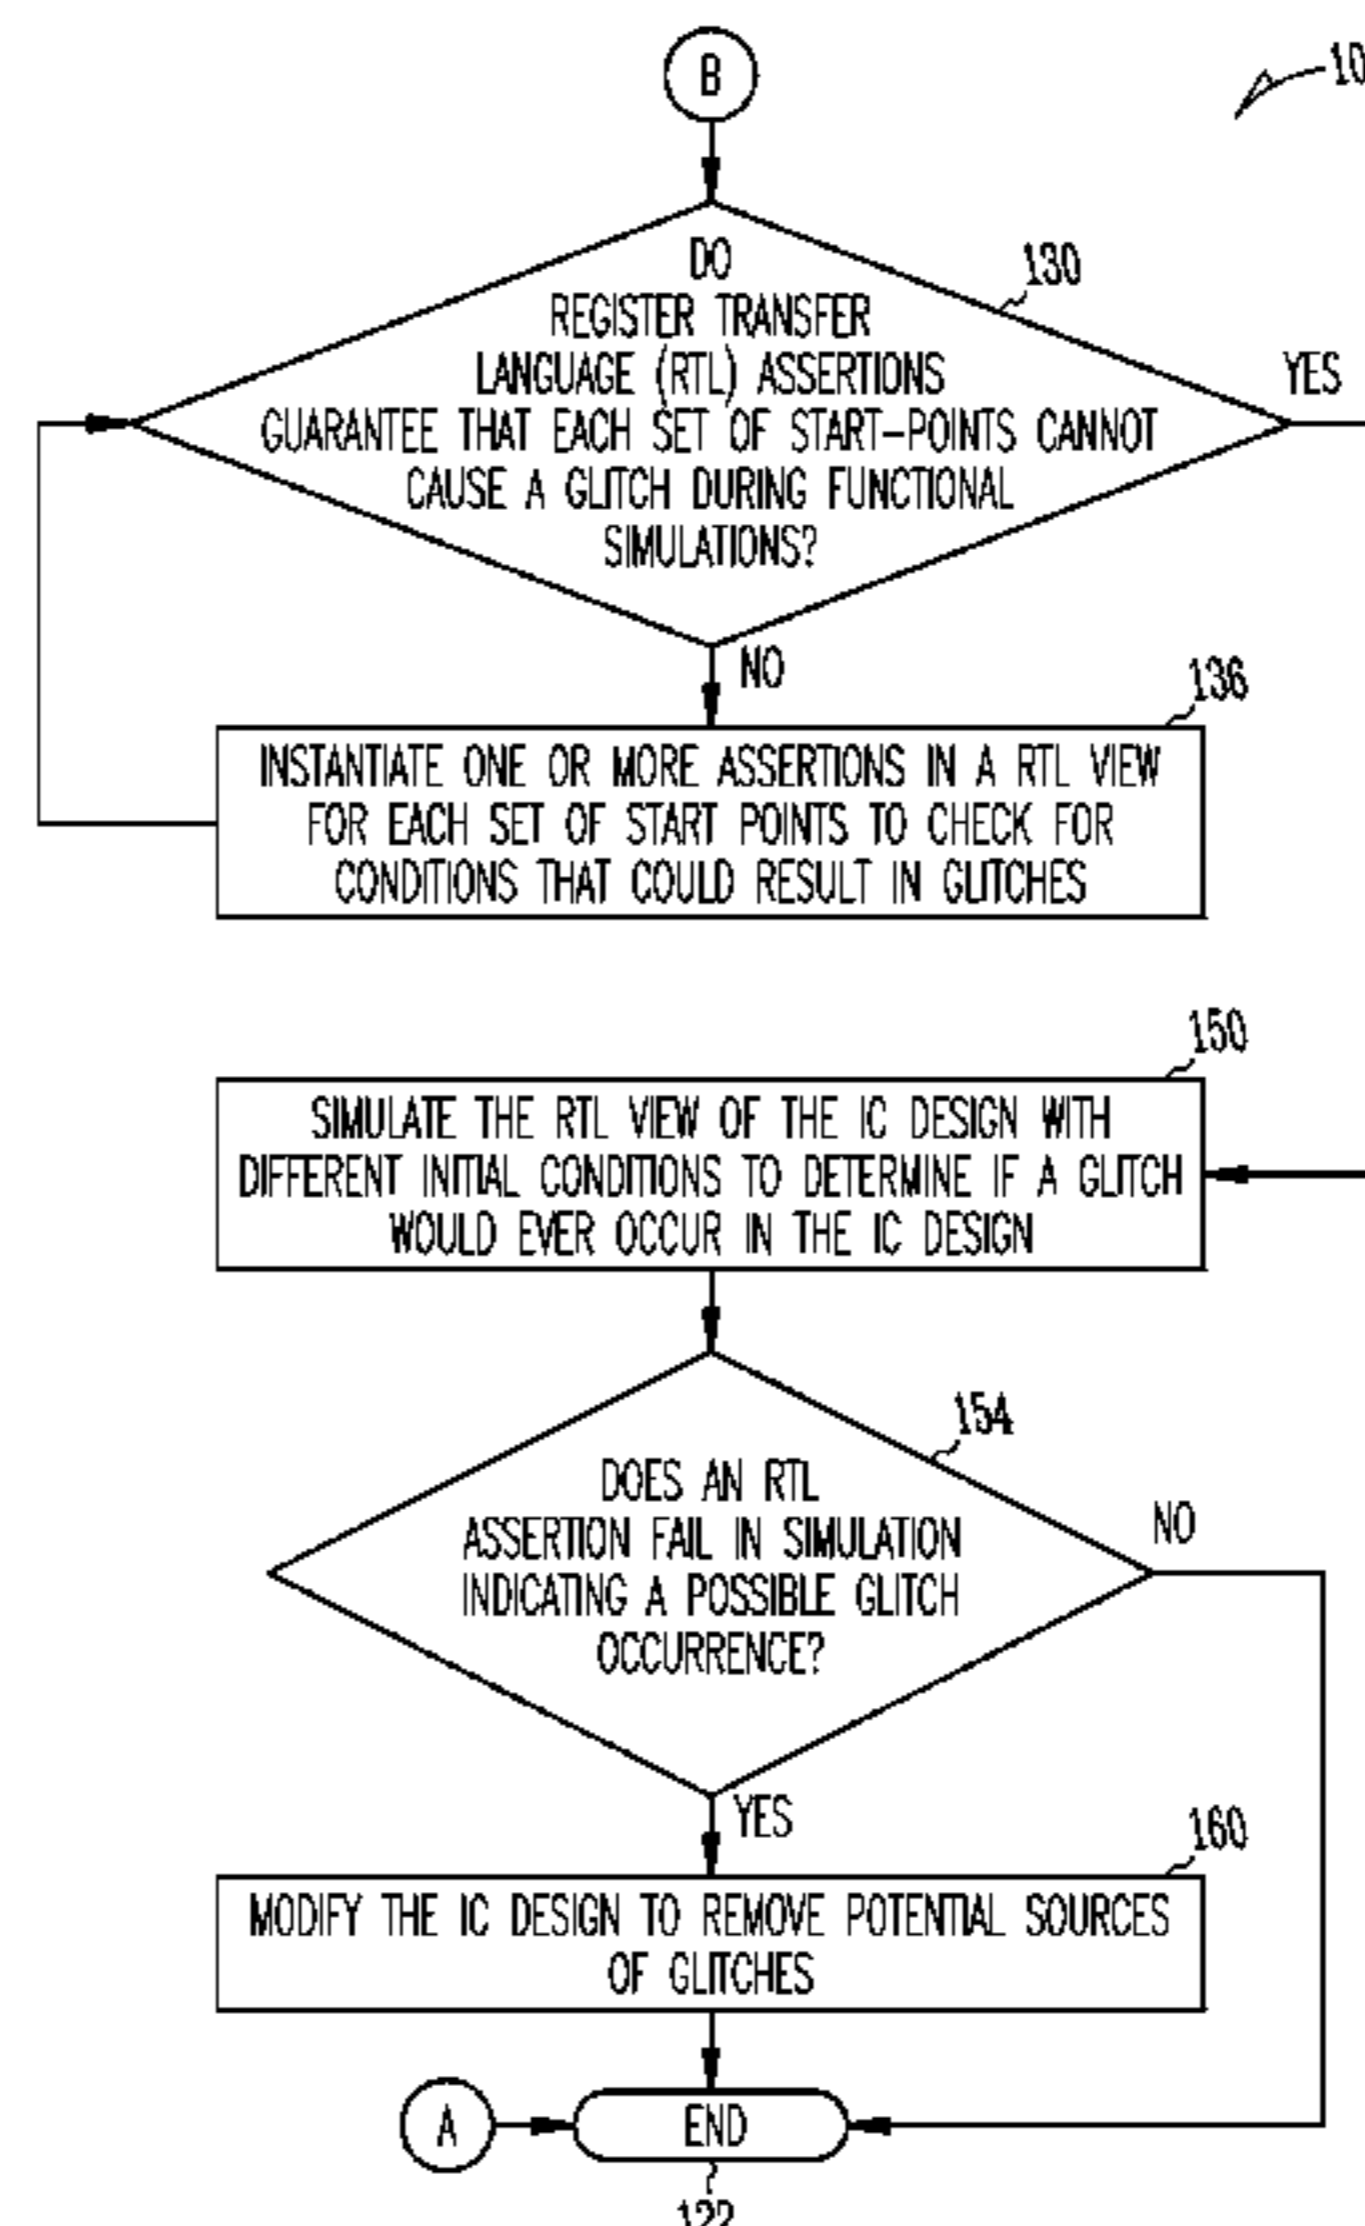 B
10
DO
130
REGISTER TRANSFER
LANGUAGE (RTL) ASSERTIONS
YES
GUARANTEE THAT EACH SET OF START-POINTS CANNOT
CAUSE A GLITCH DURING FUNCTIONAL
SIMULATIONS?
NO
136
INSTANTIATE ONE OR MORE ASSERTIONS IN A RTL VIEW
FOR EACH SET OF START POINTS TO CHECK FOR
CONDITIONS THAT COULD RESULT IN GLITCHES
150
SIMULATE THE RTL VIEW OF THE IC DESIGN WITH
DIFFERENT INITIAL CONDITIONS TO DETERMINE IF A GLITCH
WOULD EVER OCCUR IN THE IC DESIGN
154
DOES AN RTL
ASSERTION FAIL IN SIMULATION
NO
INDICATING A POSSIBLE GLITCH
OCCURRENCE?
YES
160
MODIFY THE IC DESIGN TO REMOVE POTENTIAL SOURCES
OF GLITCHES
A
END
122